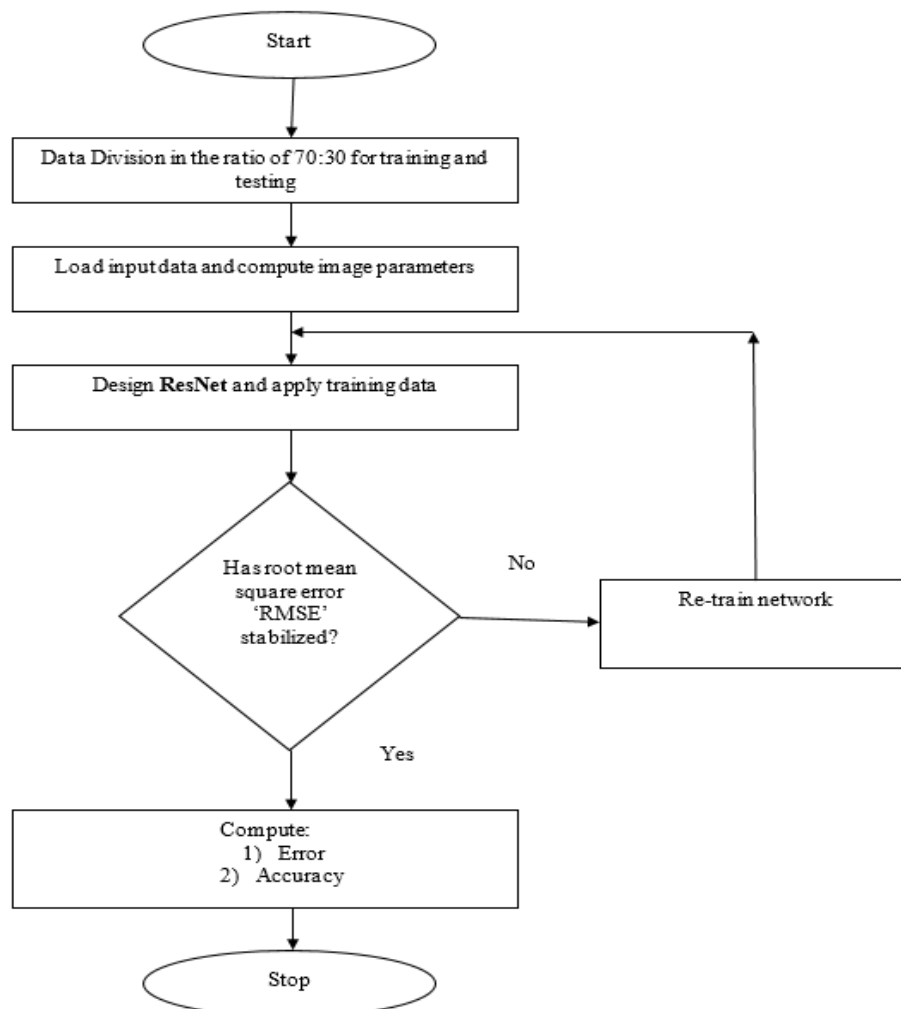 Start
Data Division in the ratio of 70:30 for training and
testing
Load input data and compute image parameters
Design ResNet and apply training data
Has root mean
square error
‘RMSE’
stabilized?
No
Re-train network
Yes
Compute:
1) Error
2) Accuracy
Stop